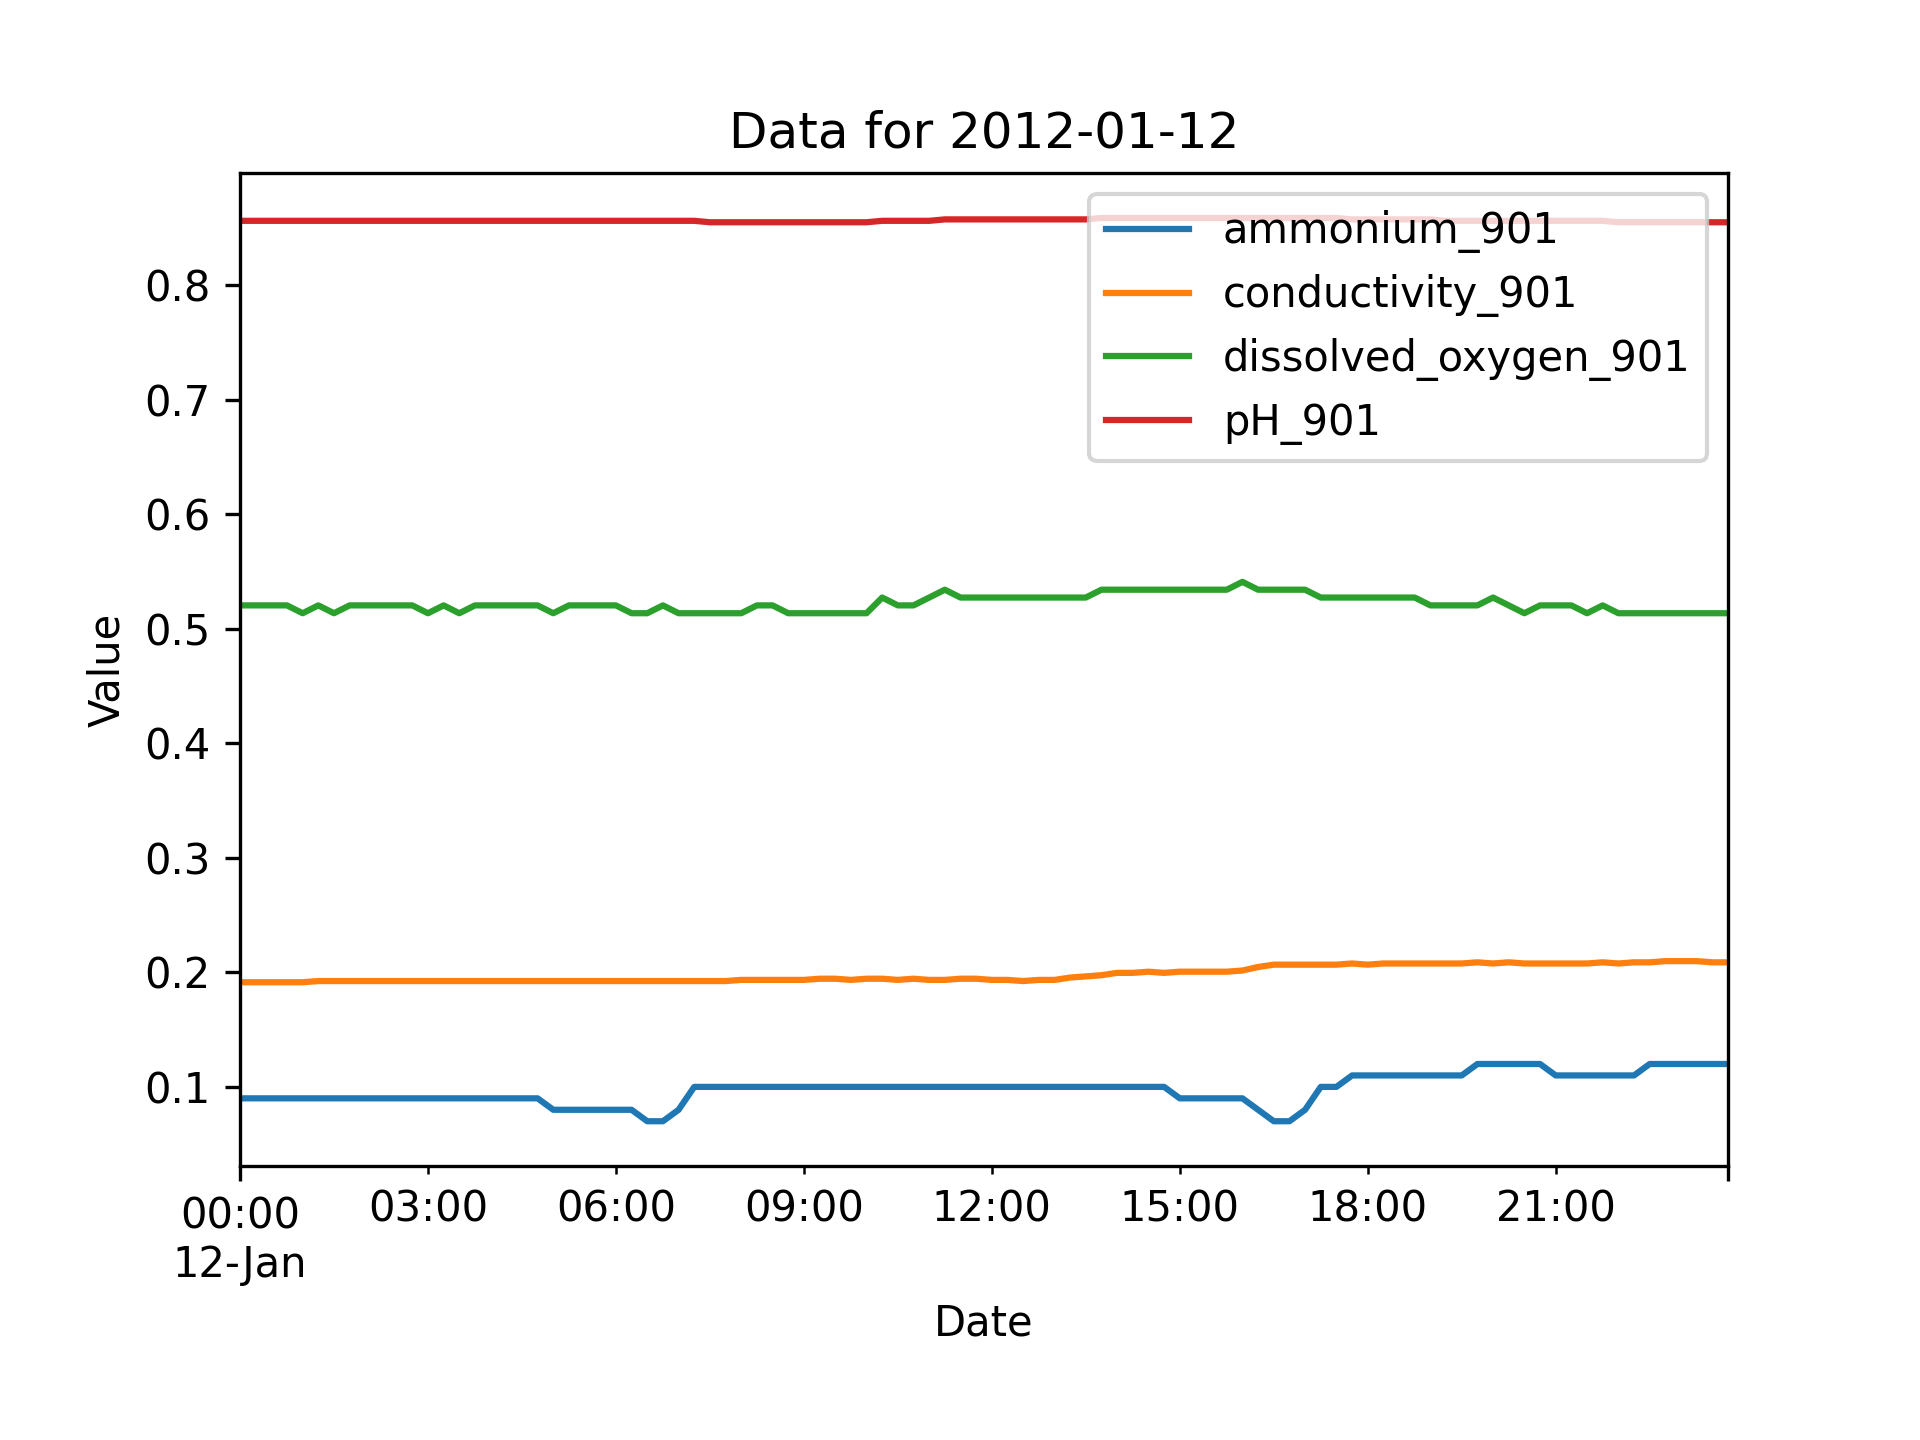 Data for 2012-01-12
ammonium_901
conductivity_901
dissolved_oxygen_901
pH_901
0.8
0.7
0.6
0.5
0.4
0.3
0.2
0.1
Value
00:00 03:00 06:00 09:00 12:00 15:00 18:00 21:00
12-Jan
Date